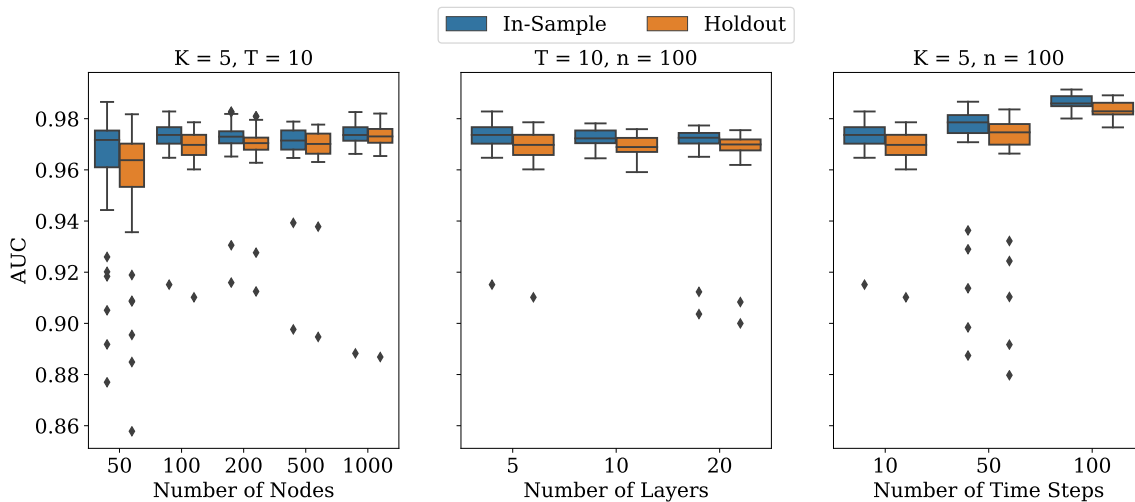 In-Sample Holdout
K = 5, T = 10
T = 10, n = 100
K = 5, n = 100
AUC
0.98
0.96
0.94
0.92
0.90
0.88
0.86
50 100 200 500 1000
5 10 20
10 50 100
Number of Nodes
Number of Layers
Number of Time Steps